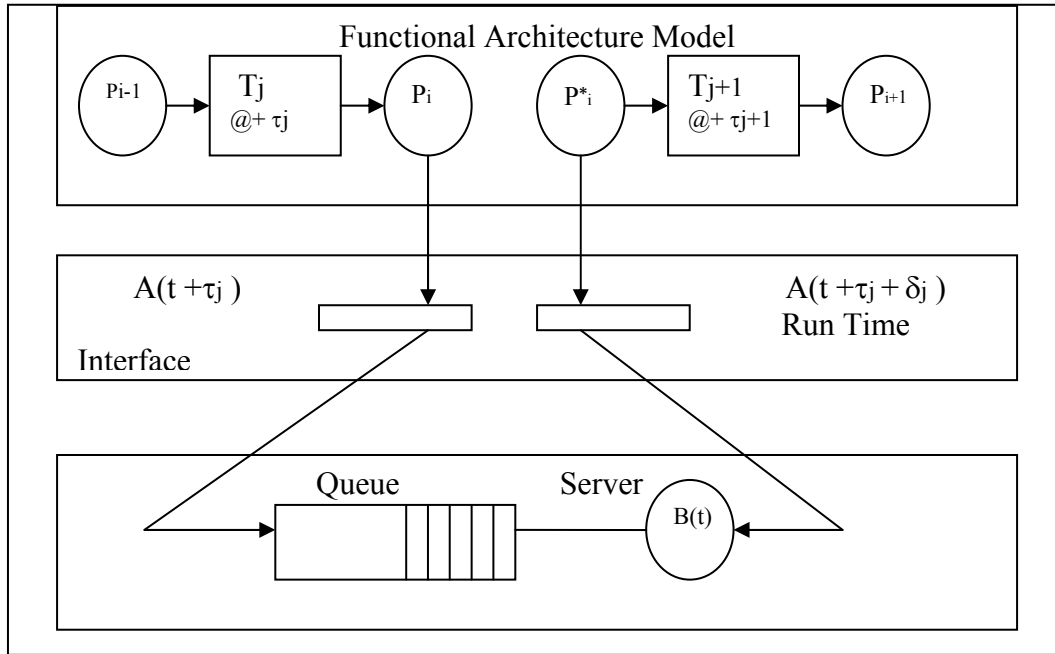 Functional Architecture Model
Pi-1
Tj
@+ τj
Pi
P*i
Tj+1
@+ τj+1
Pi+1
A(t +τj )
A(t +τj + δj )
Run Time
Interface
Queue
Server
B(t)